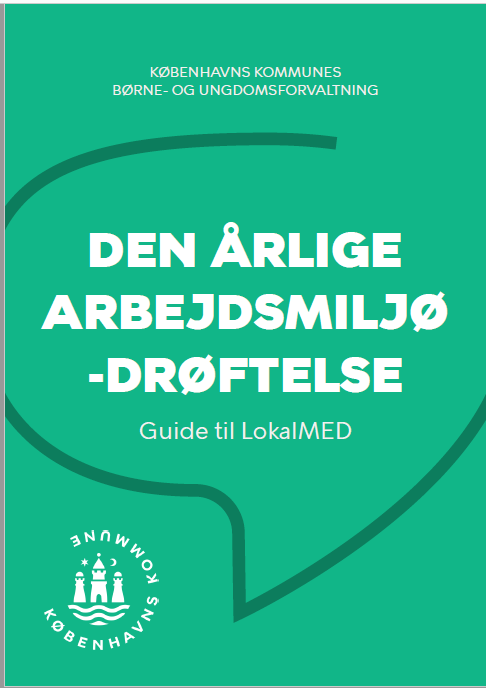 KØBENHAVNS KOMMUNES
BØRNE- OG UNGDOMSFORVALTNING
DEN ÅRLIGE
ARBEJDSMILJØ
-DRØFTELSE
Guide til LokalMED
KØBENHAVNS KOMMUNE